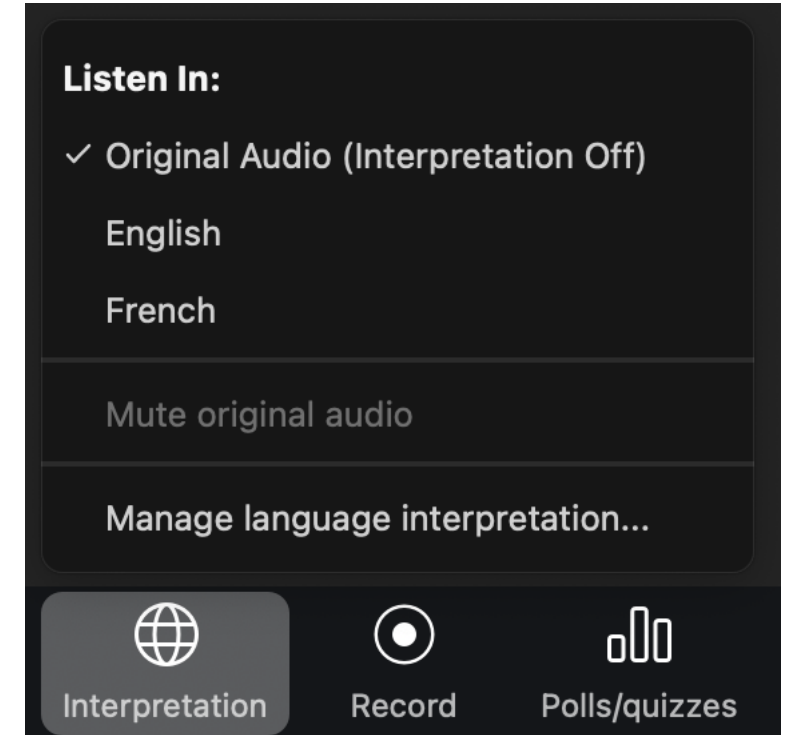 Listen In:
✓ Original Audio (Interpretation Off)
English
French
Mute original audio
Manage language interpretation...
Interpretation
Record
Polls/quizzes